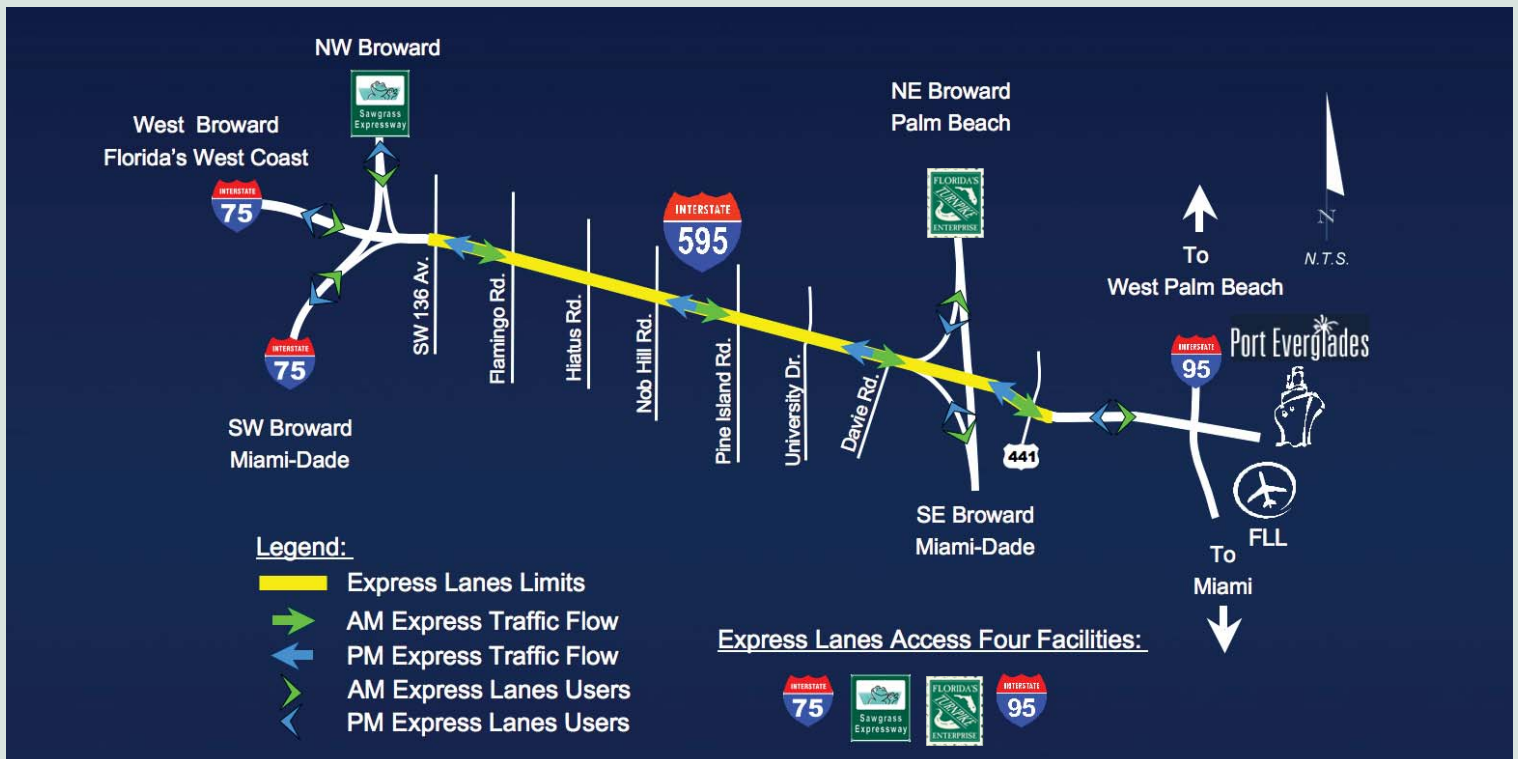 NW Broward
Sawgrass
Expressway
West Broward
Florida's West Coast
INTERSTATE
75
INTERSTATE
75
SW Broward
Miami-Dade
SW 136 Av.
Flamingo Rd.
Hiatus Rd.
Nob Hill Rd.
INTERSTATE
595
Pine Island Rd.
University Dr.
Davie Rd.
NE Broward
Palm Beach
FLORIDA'S
TURNPIKE
ENTERPRISE
441
SE Broward
Miami-Dade
To
West Palm Beach
N
N.T.S.
INTERSTATE
95
Port Everglades
FLL
To
Miami
Legend:
Express Lanes Limits
AM Express Traffic Flow
PM Express Traffic Flow
AM Express Lanes Users
PM Express Lanes Users
Express Lanes Access Four Facilities:
INTERSTATE
75
Sawgrass
Expressway
FLORIDA'S
TURNPIKE
ENTERPRISE
INTERSTATE
95